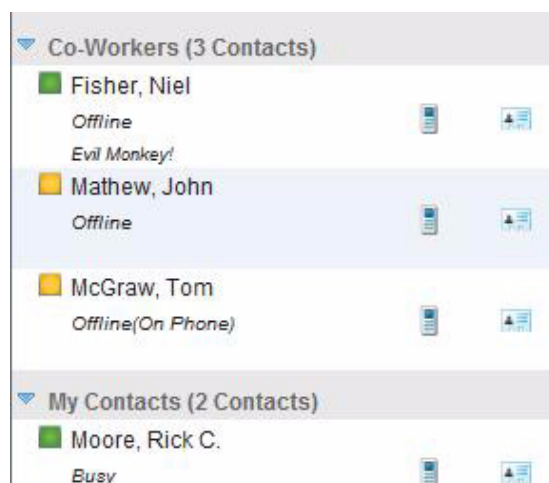 Co-Workers (3 Contacts)
Fisher, Niel
Offline
Evil Monkey!
Mathew, John
Offline
McGraw, Tom
Offline(On Phone)
My Contacts (2 Contacts)
Moore, Rick C.
Busy